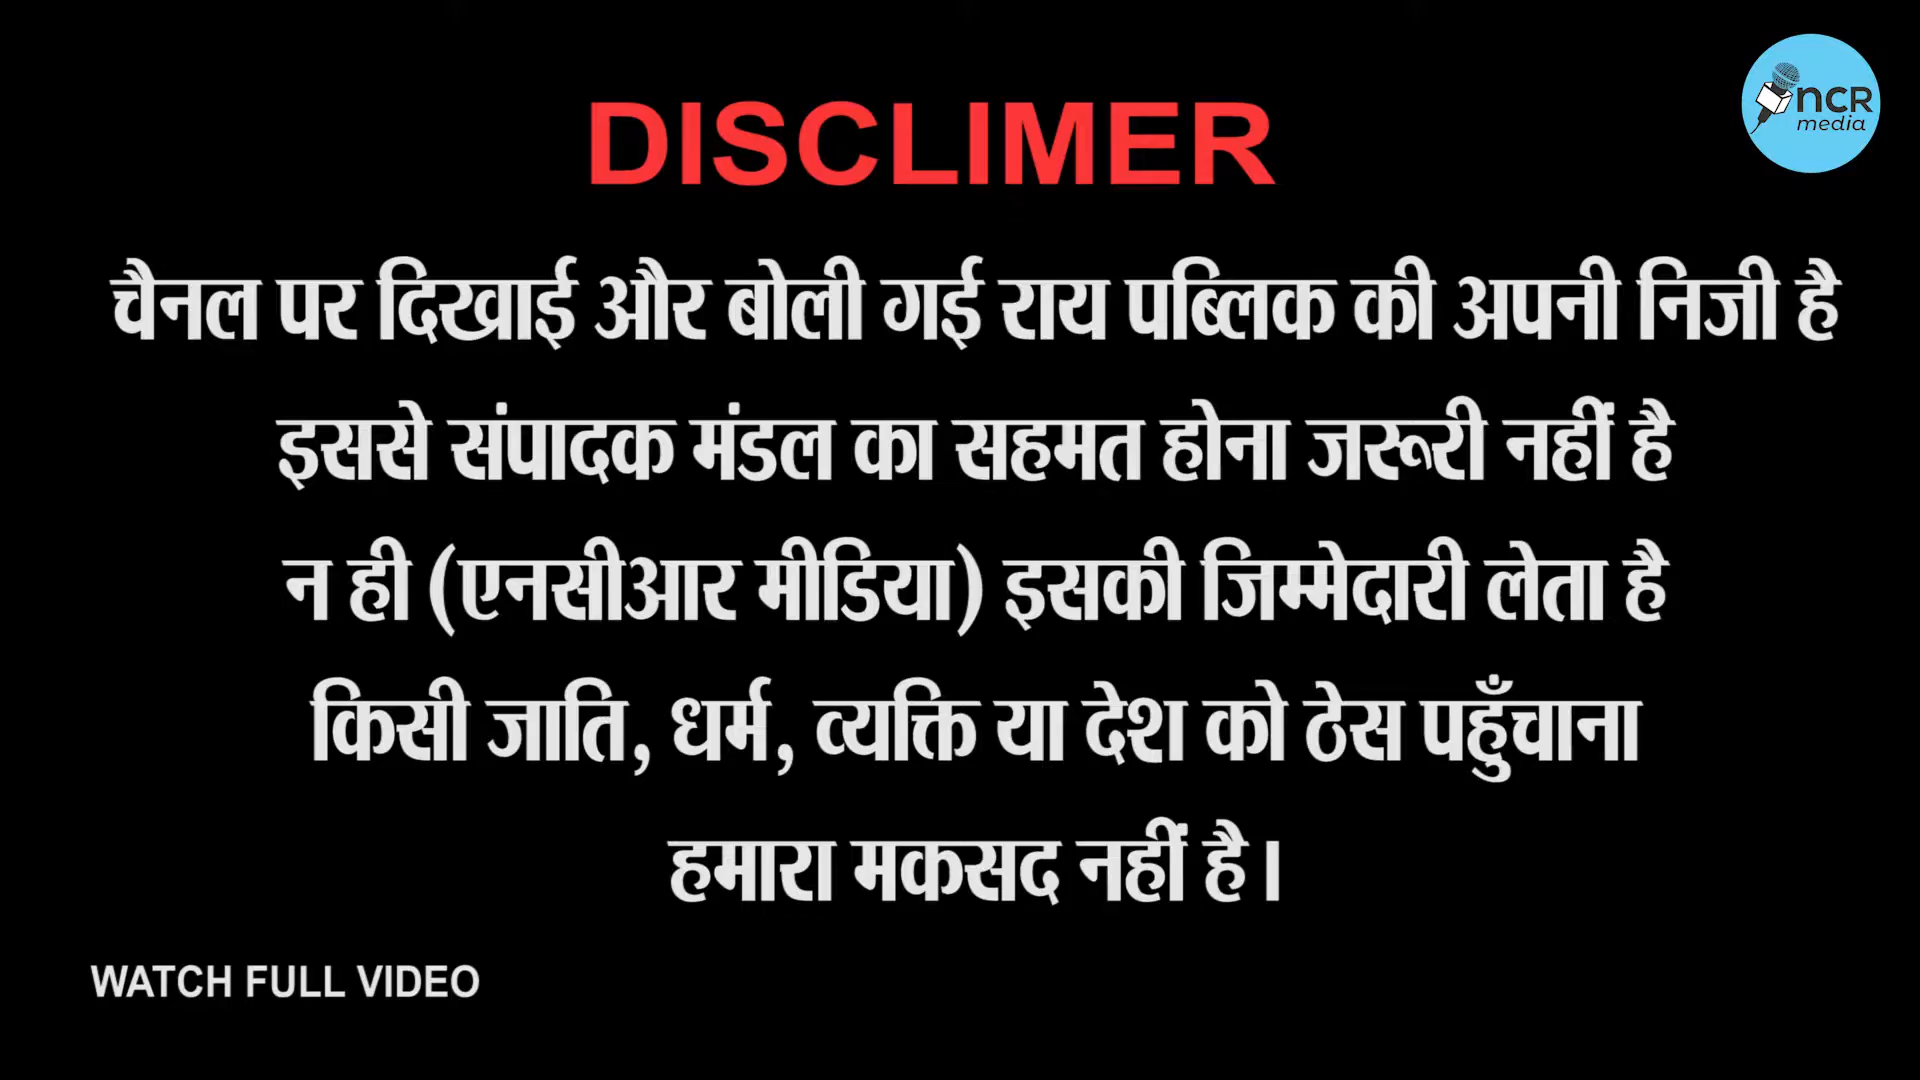 DISCLIMER
ncr
media
चैनल पर दिखाई और बोली गई राय पब्लिक की अपनी निजी है
इससे संपादक मंडल का सहमत होना जरूरी नहीं है
न ही (एनसीआर मीडिया) इसकी जिम्मेदारी लेता है
किसी जाति, धर्म, व्यक्ति या देश को ठेस पहुँचाना
हमारा मकसद नहीं है।
WATCH FULL VIDEO